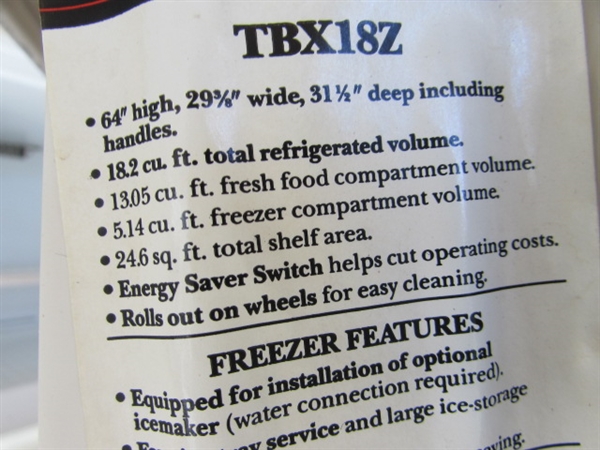 TBX18Z
• 64" high, 29⅜" wide, 31½" deep including
handles.
• 18.2 cu. ft. total refrigerated volume.
• 13.05 cu. ft. fresh food compartment volume.
• 5.14 cu. ft. freezer compartment volume.
• 24.6 sq. ft. total shelf area.
• Energy Saver Switch helps cut operating costs.
• Rolls out on wheels for easy cleaning.
FREEZER FEATURES
• Equipped for installation of optional
icemaker (water connection required).
• service and large ice-storage